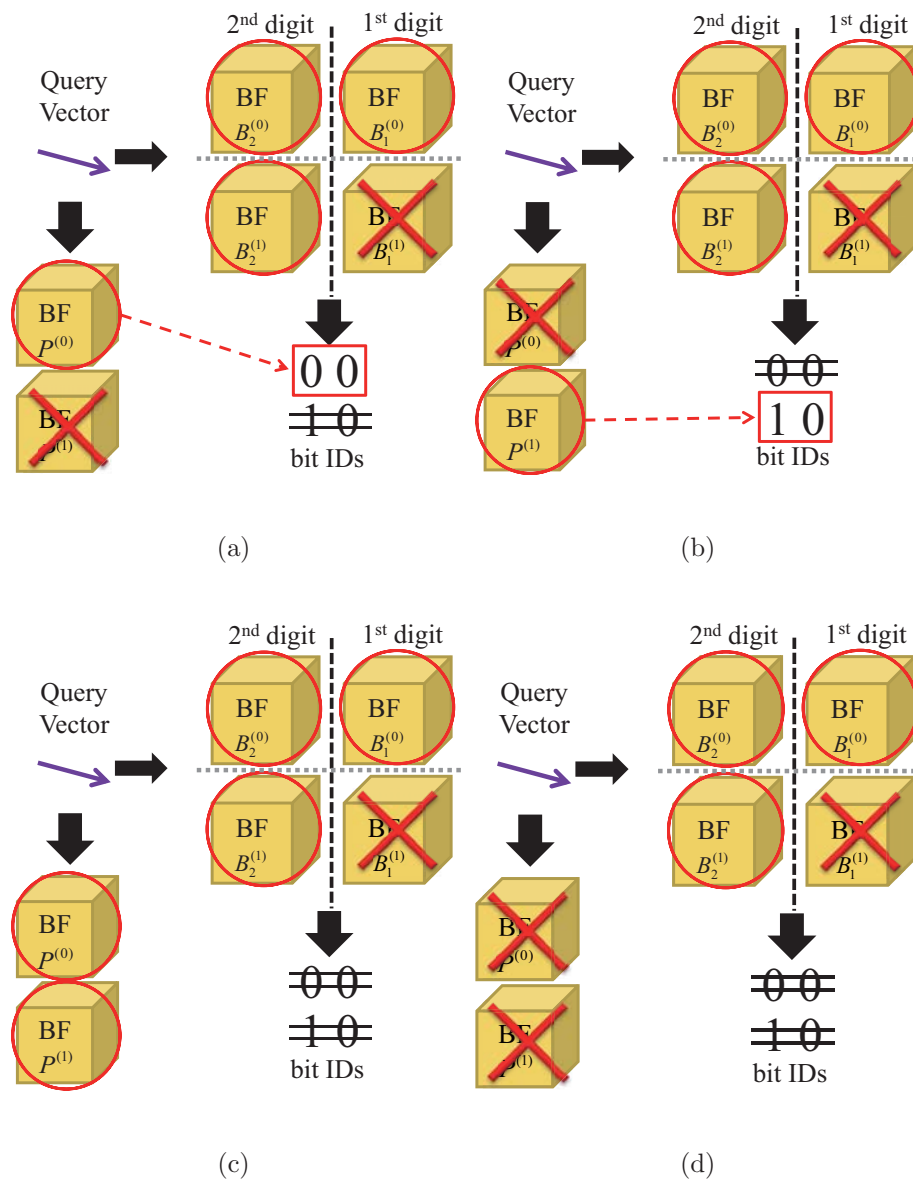 2nd digit 1st digit
Query
Vector
BF BF
B2(0) B1(0)
BF BF
B2(1) B1(1)
BF
P(0)
BF
P(1)
0 0
1 0
bit IDs
(a)
2nd digit 1st digit
Query
Vector
BF BF
B2(0) B1(0)
BF BF
B2(1) B1(1)
BF
P(0)
BF
P(1)
0 0
1 0
bit IDs
(b)
2nd digit 1st digit
Query
Vector
BF BF
B2(0) B1(0)
BF BF
B2(1) B1(1)
BF
P(0)
BF
P(1)
0 0
1 0
bit IDs
(c)
2nd digit 1st digit
Query
Vector
BF BF
B2(0) B1(0)
BF BF
B2(1) B1(1)
BF
P(0)
BF
P(1)
0 0
1 0
bit IDs
(d)